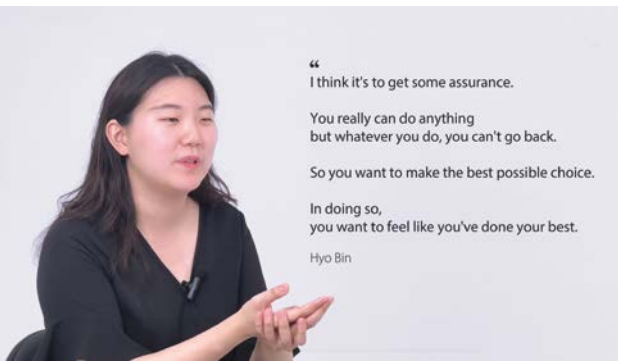 “
I think it's to get some assurance.
You really can do anything
but whatever you do, you can't go back.
So you want to make the best possible choice.
In doing so,
you want to feel like you've done your best.
Hyo Bin